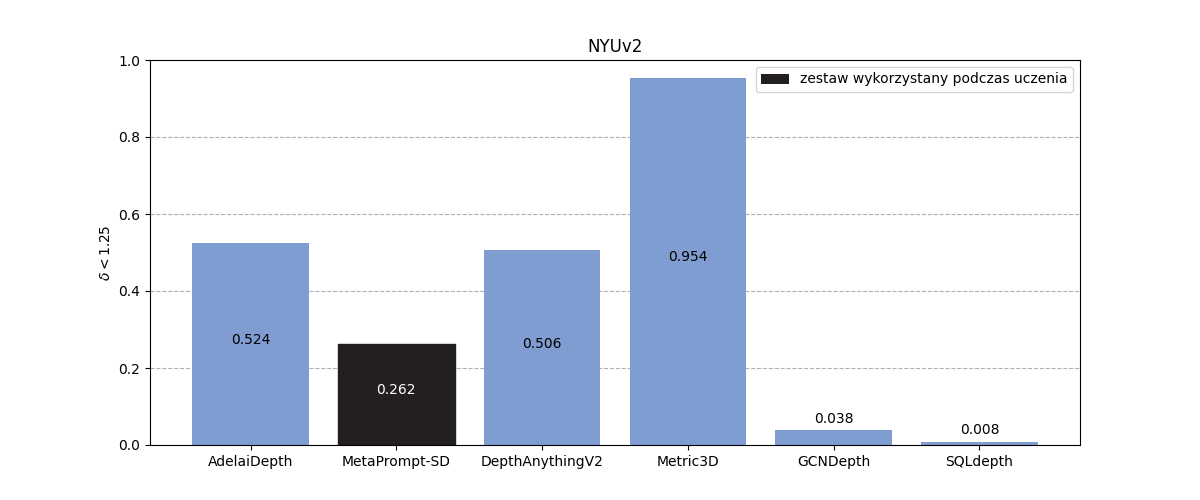 NYUv2
1.0
0.8
0.6
0.4
0.2
0.0
δ < 1.25
zestaw wykorzystany podczas uczenia
0.524
0.262
0.506
0.954
0.038
0.008
AdelaiDepth
MetaPrompt-SD
DepthAnythingV2
Metric3D
GCNDepth
SQLdepth